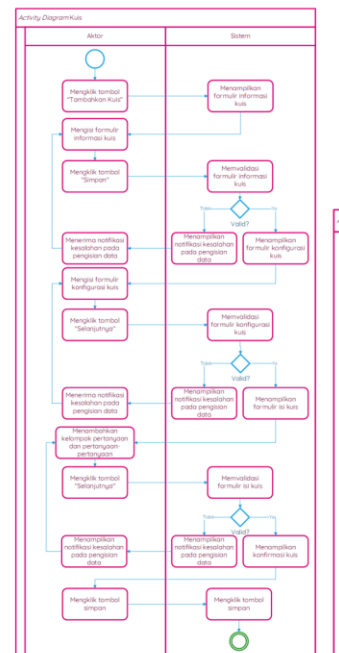 Activity Diagram Kuis
Aktor
Sistem
Mengklik tombol
"Tambahkan Kuis"
Menampilkan
formulir informasi
kuis
Mengisi formulir
informasi kuis
Mengklik tombol
"Simpan"
Memvalidasi
formulir informasi
kuis
Tidak
Ya
Valid?
Menerima notifikasi
kesalahan pada
pengisian data
Menampilkan
notifikasi kesalahan
pada pengisian
data
Menampilkan
formulir konfigurasi
kuis
Mengisi formulir
konfigurasi kuis
Mengklik tombol
"Selanjutnya"
Memvalidasi
formulir konfigurasi
kuis
Tidak
Ya
Valid?
Menerima notifikasi
kesalahan pada
pengisian data
Menampilkan
notifikasi kesalahan
pada pengisian
data
Menampilkan
formulir isi kuis
Menambahkan
kelompok pertanyaan
dan pertanyaan-
pertanyaan
Mengklik tombol
"Selanjutnya"
Memvalidasi
formulir isi kuis
Tidak
Ya
Valid?
Menampilkan
notifikasi kesalahan
pada pengisian
data
Menampilkan
notifikasi kesalahan
pada pengisian
data
Menampilkan
konfirmasi kuis
Mengklik tombol
simpan
Mengklik tombol
simpan